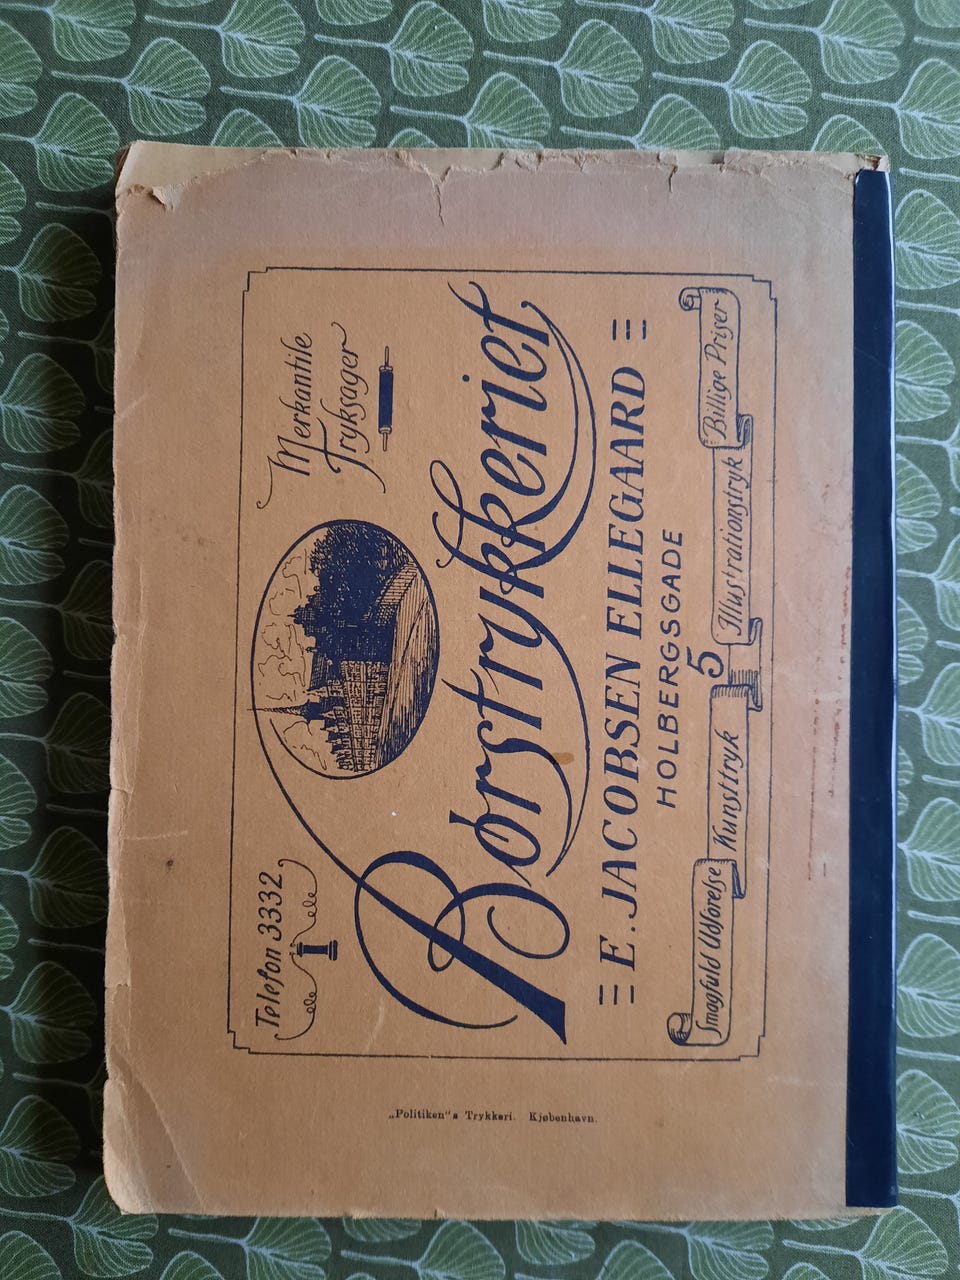 Telefon 3332.
Merkantile
Tryksager
Børstrykkeriet
E. JACOBSEN ELLEGAARD
HOLBERGSGADE
5
Smagfuld Udførelse Kunsttryk Illustrationstryk Billige Priser
„Politiken“s Trykkeri. Kjøbenhavn.